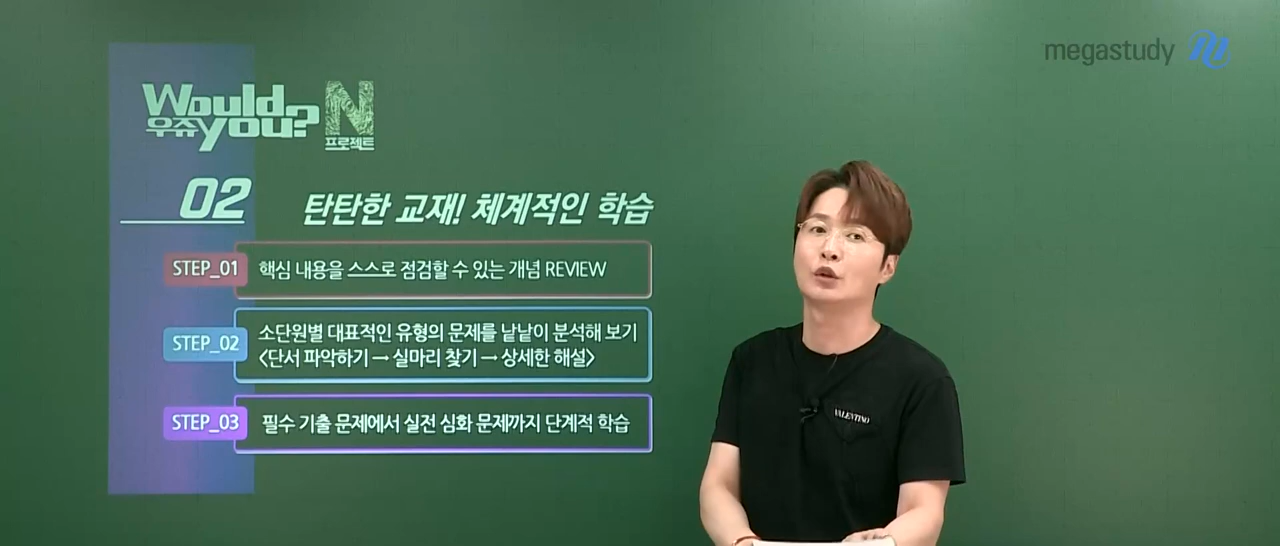 megastudy M
Would
우쥬 you? N
프로젝트
02 탄탄한 교재! 체계적인 학습
STEP_01 핵심 내용을 스스로 점검할 수 있는 개념 REVIEW
STEP_02 소단원별 대표적인 유형의 문제를 낱낱이 분석해 보기
<단서 파악하기 → 실마리 찾기 → 상세한 해설>
STEP_03 필수 기출 문제에서 실전 심화 문제까지 단계적 학습
VALENTINO